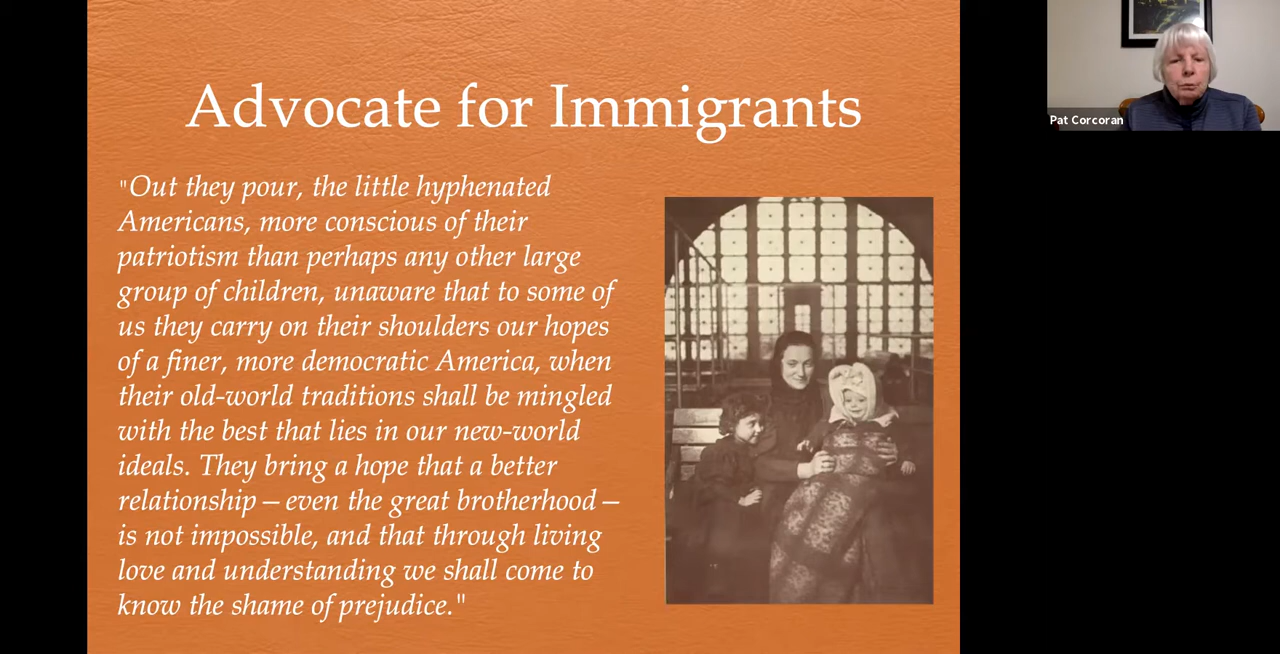 Advocate for Immigrants
"Out they pour, the little hyphenated
Americans, more conscious of their
patriotism than perhaps any other large
group of children, unaware that to some of
us they carry on their shoulders our hopes
of a finer, more democratic America, when
their old-world traditions shall be mingled
with the best that lies in our new-world
ideals. They bring a hope that a better
relationship – even the great brotherhood –
is not impossible, and that through living
love and understanding we shall come to
know the shame of prejudice."
Pat Corcoran